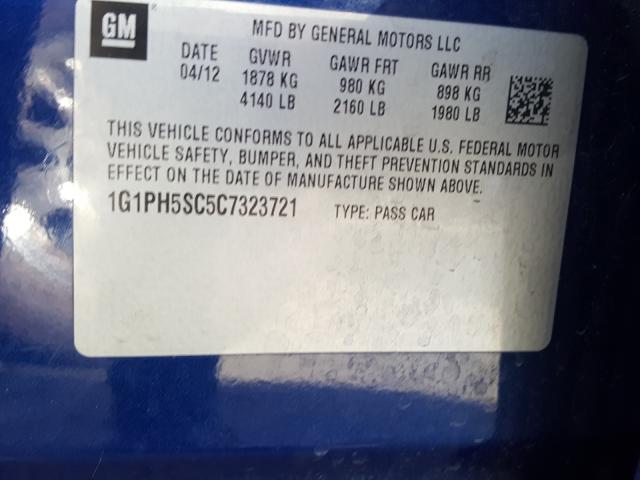 GM
MFD BY GENERAL MOTORS LLC
DATE GVWR GAWR FRT GAWR RR
04/12 1878 KG 980 KG 898 KG
4140 LB 2160 LB 1980 LB
THIS VEHICLE CONFORMS TO ALL APPLICABLE U.S. FEDERAL MOTOR
VEHICLE SAFETY, BUMPER, AND THEFT PREVENTION STANDARDS IN
EFFECT ON THE DATE OF MANUFACTURE SHOWN ABOVE.
1G1PH5SC5C7323721 TYPE: PASS CAR